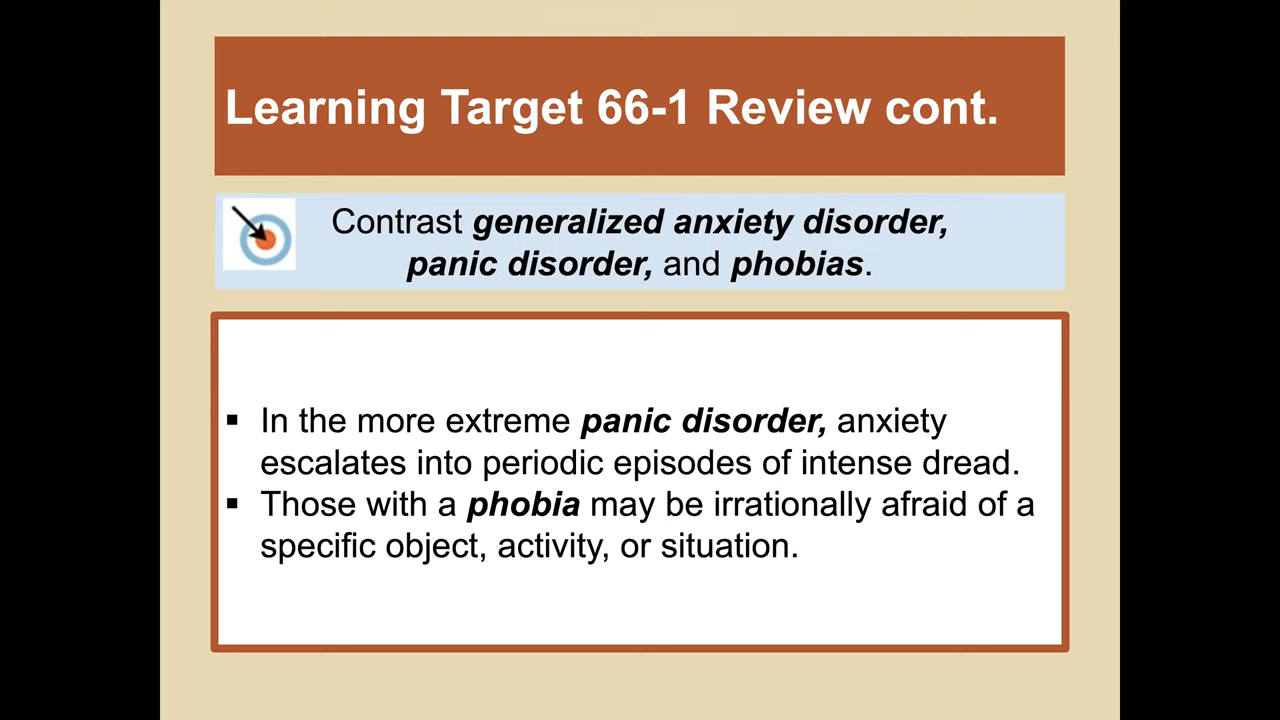 Learning Target 66-1 Review cont.
Contrast generalized anxiety disorder,
panic disorder, and phobias.
▪ In the more extreme panic disorder, anxiety
escalates into periodic episodes of intense dread.
▪ Those with a phobia may be irrationally afraid of a
specific object, activity, or situation.